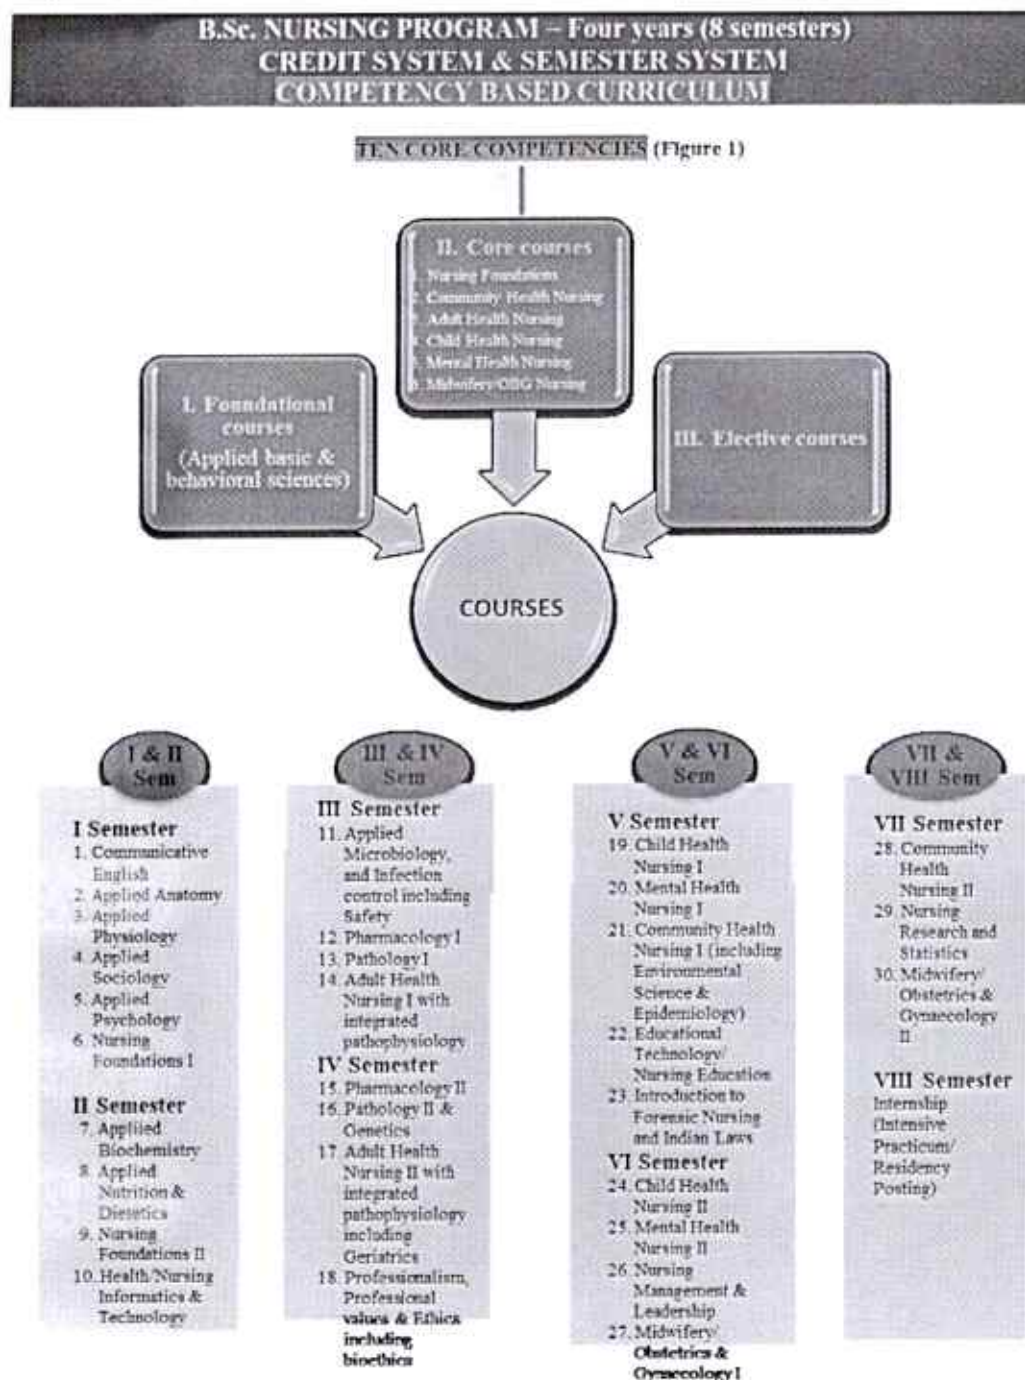 B.Sc. NURSING PROGRAM – Four years (8 semesters)
CREDIT SYSTEM & SEMESTER SYSTEM
COMPETENCY BASED CURRICULUM
TEN CORE COMPETENCIES (Figure 1)
II. Core courses
1. Nursing Foundations
2. Community Health Nursing
3. Adult Health Nursing
4. Child Health Nursing
5. Mental Health Nursing
6. Midwifery/OBG Nursing
I. Foundational
courses
(Applied basic &
behavioral sciences)
III. Elective courses
COURSES
I & II
Sem
I Semester
1. Communicative
English
2. Applied Anatomy
3. Applied
Physiology
4. Applied
Sociology
5. Applied
Psychology
6. Nursing
Foundations I
II Semester
7. Applied
Biochemistry
8. Applied
Nutrition &
Dietetics
9. Nursing
Foundations II
10. Health/Nursing
Informatics &
Technology
III & IV
Sem
III Semester
11. Applied
Microbiology,
and Infection
control including
Safety
12. Pharmacology I
13. Pathology I
14. Adult Health
Nursing I with
integrated
pathophysiology
IV Semester
15. Pharmacology II
16. Pathology II &
Genetics
17. Adult Health
Nursing II with
integrated
pathophysiology
including
Geriatrics
18. Professionalism,
Professional
values & Ethics
including
bioethics
V & VI
Sem
V Semester
19. Child Health
Nursing I
20. Mental Health
Nursing I
21. Community Health
Nursing I (including
Environmental
Science &
Epidemiology)
22. Educational
Technology/
Nursing Education
23. Introduction to
Forensic Nursing
and Indian Laws
VI Semester
24. Child Health
Nursing II
25. Mental Health
Nursing II
26. Nursing
Management &
Leadership
27. Midwifery/
Obstetrics &
Gynaecology I
VII &
VIII Sem
VII Semester
28. Community
Health
Nursing II
29. Nursing
Research and
Statistics
30. Midwifery/
Obstetrics &
Gynaecology
II
VIII Semester
Internship
(Intensive
Practicum/
Residency
Posting)